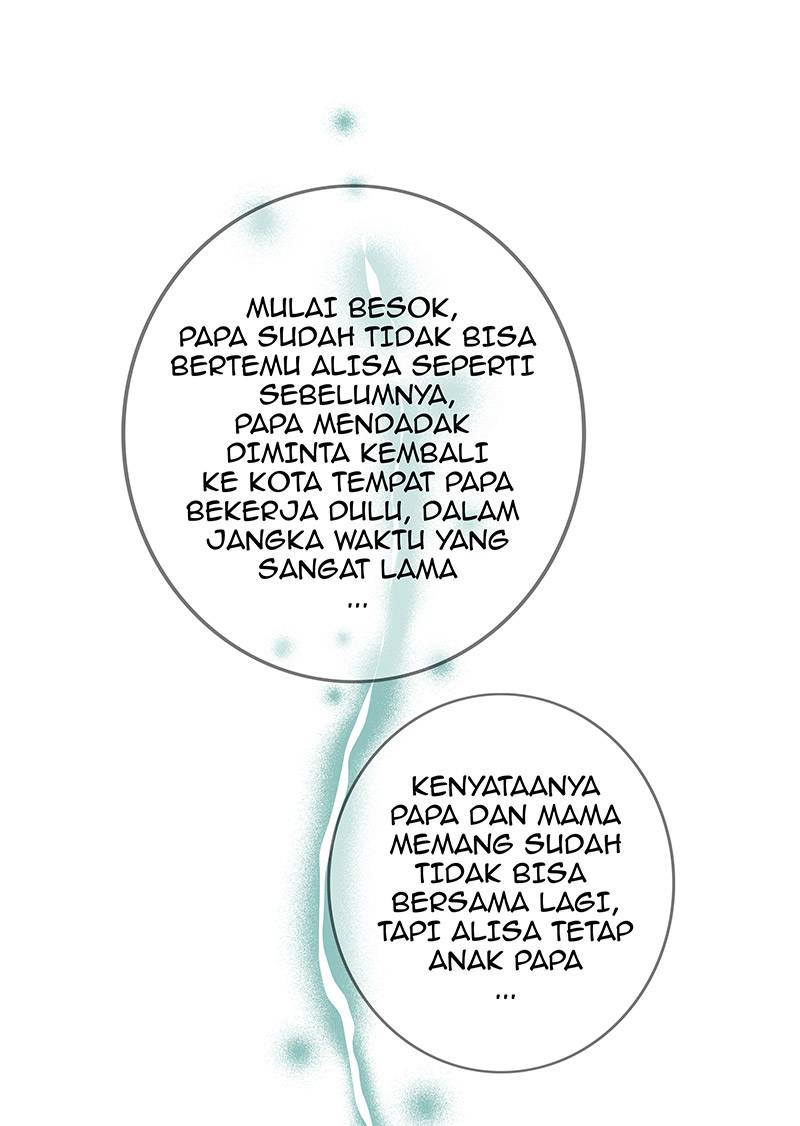 MULAI BESOK,
PAPA SUDAH TIDAK BISA
BERTEMU ALISA SEPERTI
SEBELUMNYA,
PAPA MENDADAK
DIMINTA KEMBALI
KE KOTA TEMPAT PAPA
BEKERJA DULU, DALAM
JANGKA WAKTU YANG
SANGAT LAMA
...
KENYATAANYA
PAPA DAN MAMA
MEMANG SUDAH
TIDAK BISA
BERSAMA LAGI,
TAPI ALISA TETAP
ANAK PAPA
...